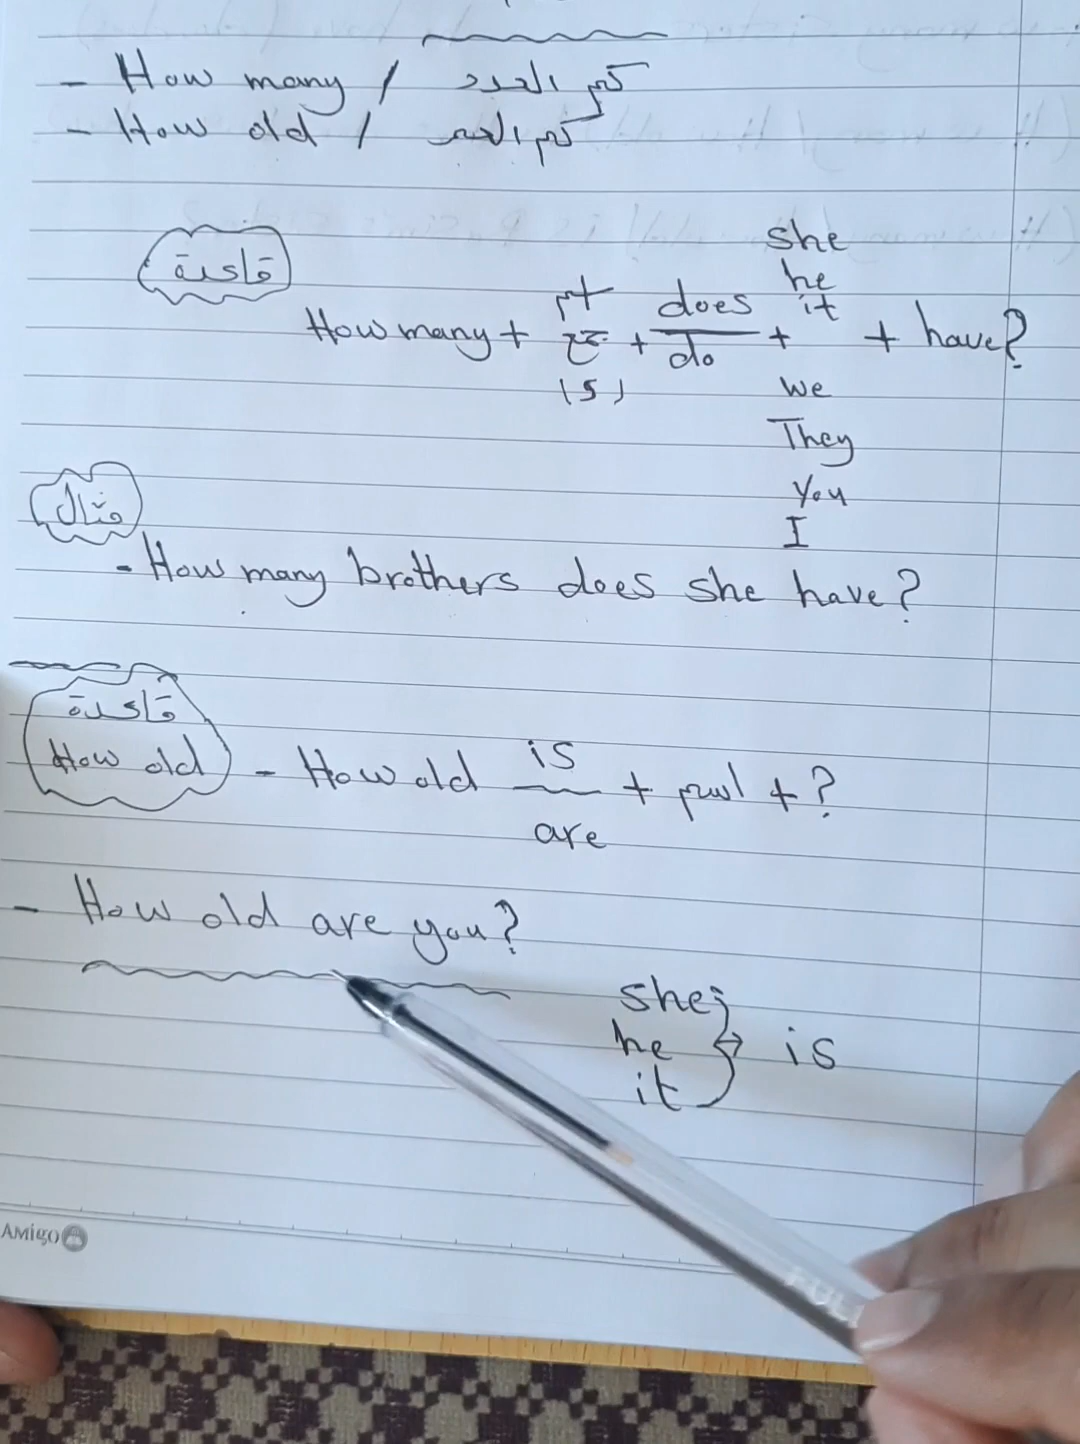 - How many / كم العدد
- How old / كم العمر
قاعدة
she
he
it
How many + اسم جمع (s) + does / do + + have?
we
They
you
I
مثال
- How many brothers does she have?
قاعدة
How old
- How old is / are + اسم + ?
- How old are you?
she
he
it
is
AMigo